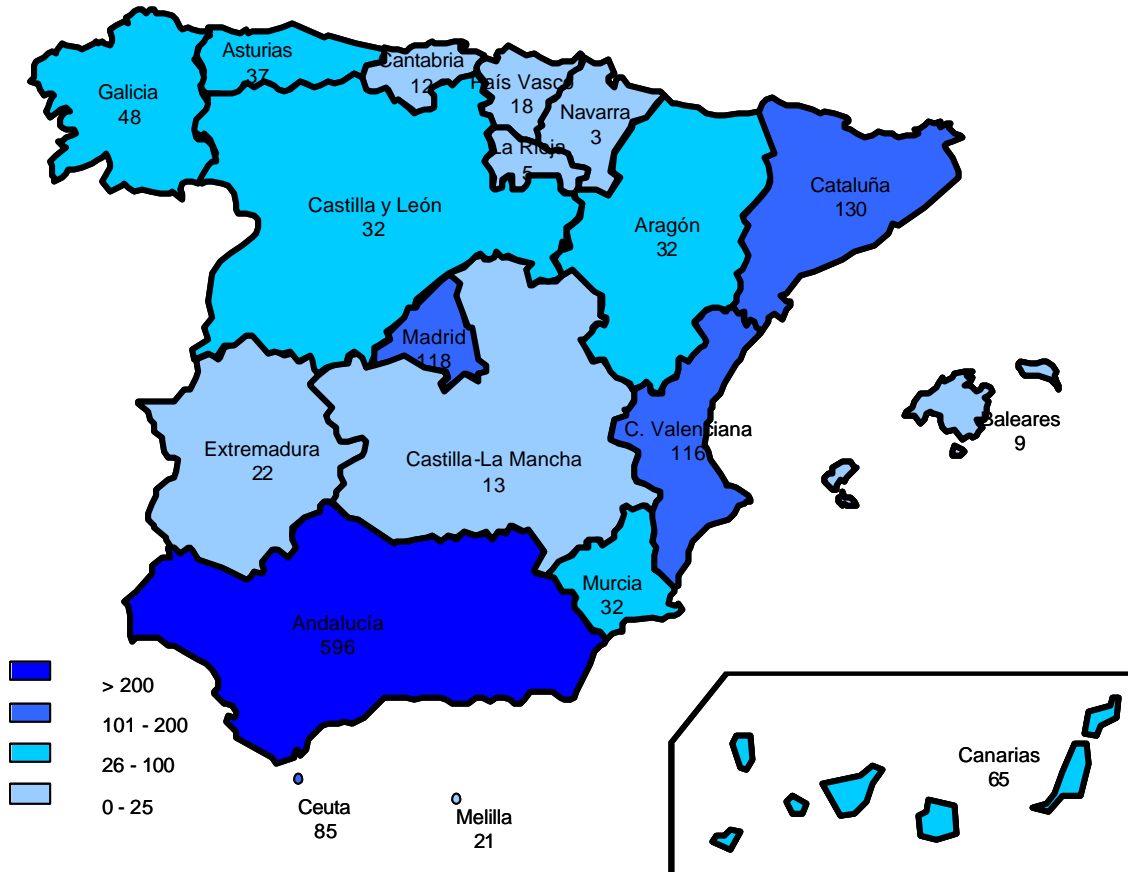 Asturias
37
Cantabria
12
País Vasco
18
Navarra
3
Galicia
48
La Rioja
5
Cataluña
130
Castilla y León
32
Aragón
32
Madrid
118
C. Valenciana
116
Baleares
9
Extremadura
22
Castilla-La Mancha
13
Murcia
32
Andalucía
596
> 200
101 - 200
26 - 100
0 - 25
Ceuta
85
Melilla
21
Canarias
65